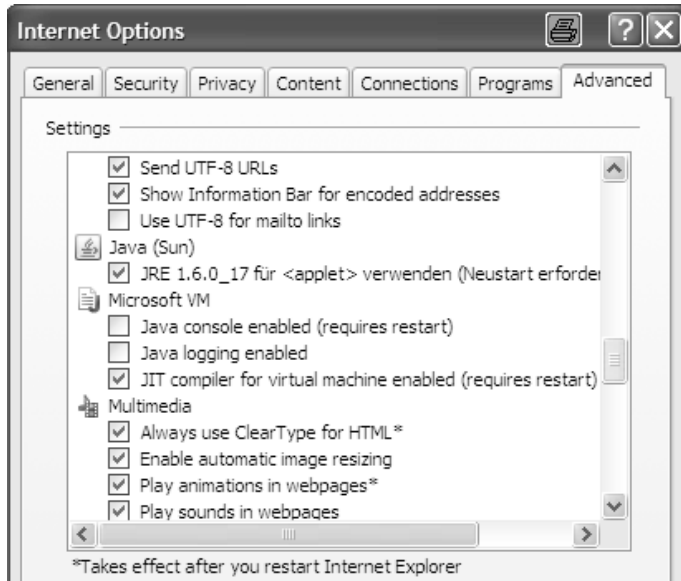 Internet Options
General Security Privacy Content Connections Programs Advanced
Settings
Send UTF-8 URLs
Show Information Bar for encoded addresses
Use UTF-8 for mailto links
Java (Sun)
JRE 1.6.0_17 für <applet> verwenden (Neustart erforder
Microsoft VM
Java console enabled (requires restart)
Java logging enabled
JIT compiler for virtual machine enabled (requires restart)
Multimedia
Always use ClearType for HTML*
Enable automatic image resizing
Play animations in webpages*
Play sounds in webpages
*Takes effect after you restart Internet Explorer